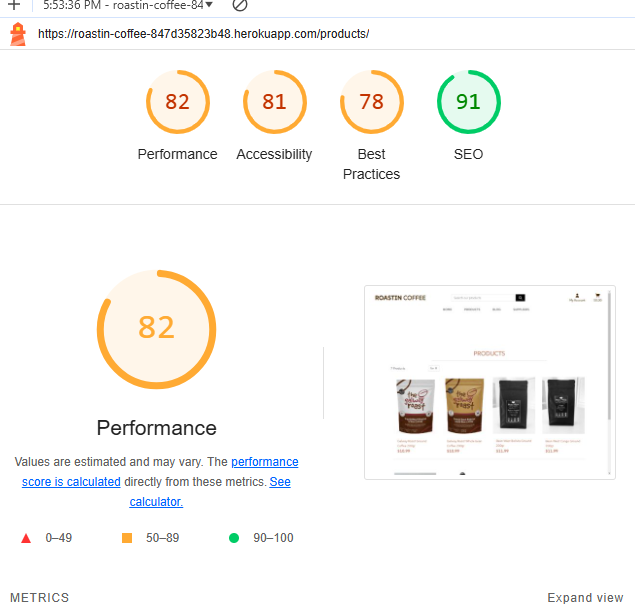 5:53:36 PM - roastin-coffee-84
https://roastin-coffee-847d35823b48.herokuapp.com/products/
82 81 78 91
Performance Accessibility Best Practices SEO
82
Performance
Values are estimated and may vary. The performance
score is calculated directly from these metrics. See
calculator.
0–49 50–89 90–100
ROASTIN COFFEE
PRODUCTS
METRICS Expand view